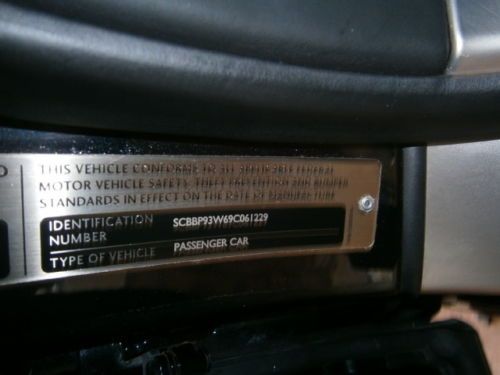 THIS VEHICLE CONFORMS TO ALL APPLICABLE FEDERAL
MOTOR VEHICLE SAFETY, THEFT PREVENTION AND BUMPER
STANDARDS IN EFFECT ON THE DATE OF MANUFACTURE
IDENTIFICATION NUMBER SCBBP93W69C061229
TYPE OF VEHICLE PASSENGER CAR